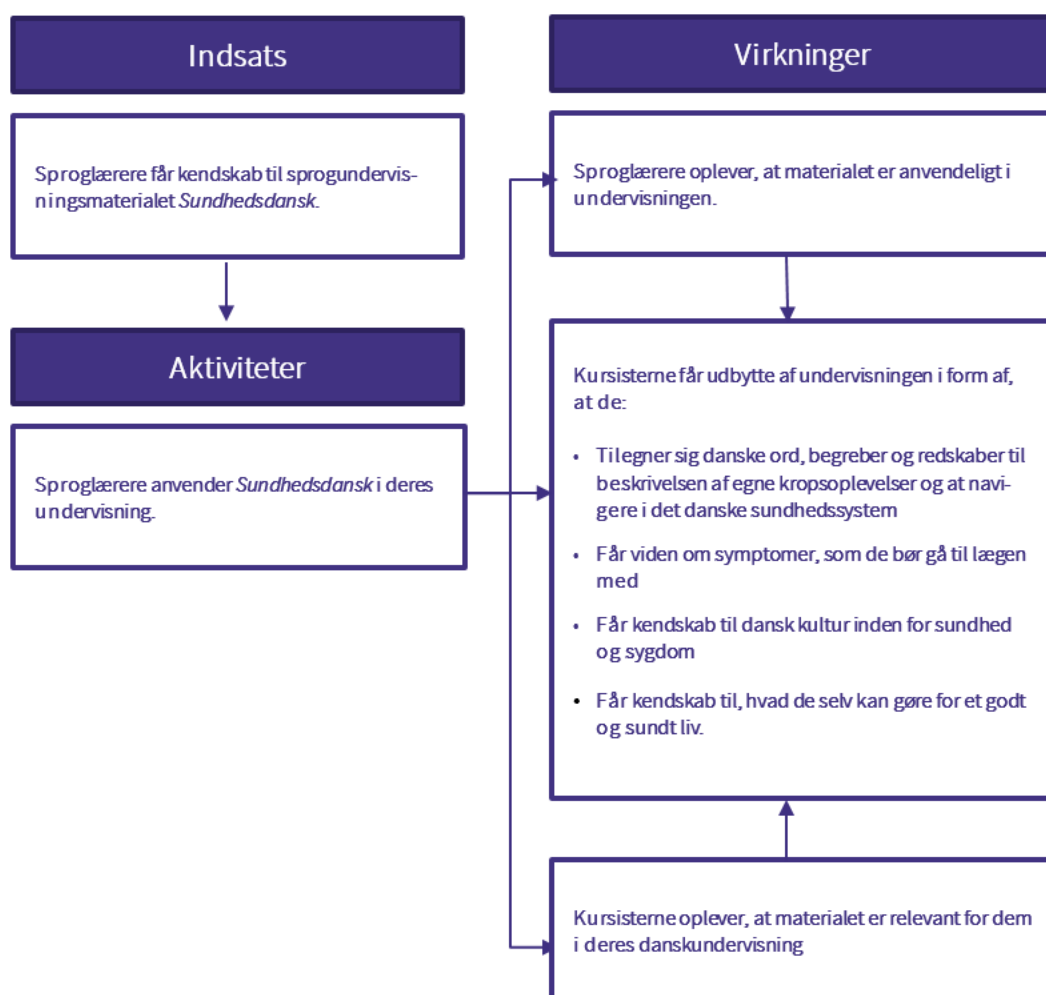 Indsats
Sproglærere får kendskab til sprogundervis-
ningsmaterialet Sundhedsdansk.
Aktiviteter
Sproglærere anvender Sundhedsdansk i deres
undervisning.
Virkninger
Sproglærere oplever, at materialet er anvendeligt i
undervisningen.
Kursisterne får udbytte af undervisningen i form af,
at de:
• Tilegner sig danske ord, begreber og redskaber til
beskrivelsen af egne kropsoplevelser og at navi-
gere i det danske sundhedssystem
• Får viden om symptomer, som de bør gå til lægen
med
• Får kendskab til dansk kultur inden for sundhed
og sygdom
• Får kendskab til, hvad de selv kan gøre for et godt
og sundt liv.
Kursisterne oplever, at materialet er relevant for dem
i deres danskundervisning